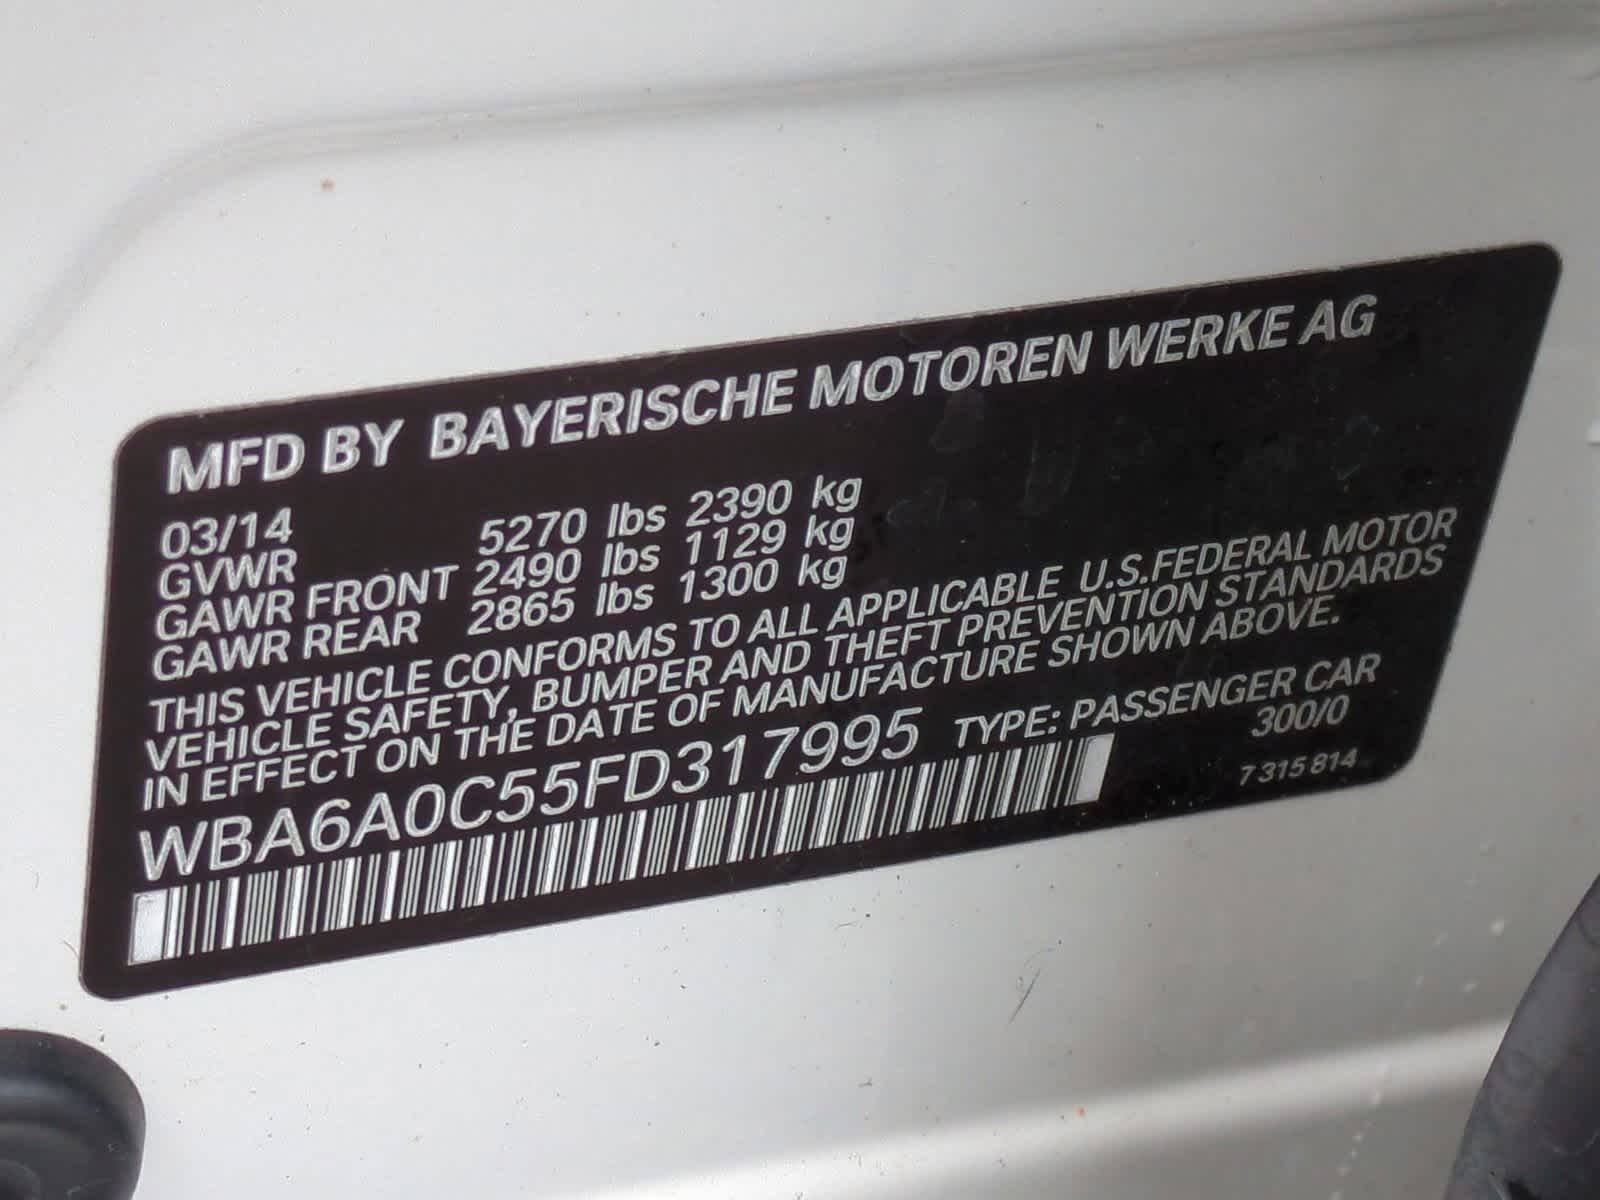 MFD BY BAYERISCHE MOTOREN WERKE AG
03/14
GVWR 5270 lbs 2390 kg
GAWR FRONT 2490 lbs 1129 kg
GAWR REAR 2865 lbs 1300 kg
THIS VEHICLE CONFORMS TO ALL APPLICABLE U.S.FEDERAL MOTOR
VEHICLE SAFETY, BUMPER AND THEFT PREVENTION STANDARDS
IN EFFECT ON THE DATE OF MANUFACTURE SHOWN ABOVE.
WBA6A0C55FD317995 TYPE: PASSENGER CAR
300/0
7 315 814